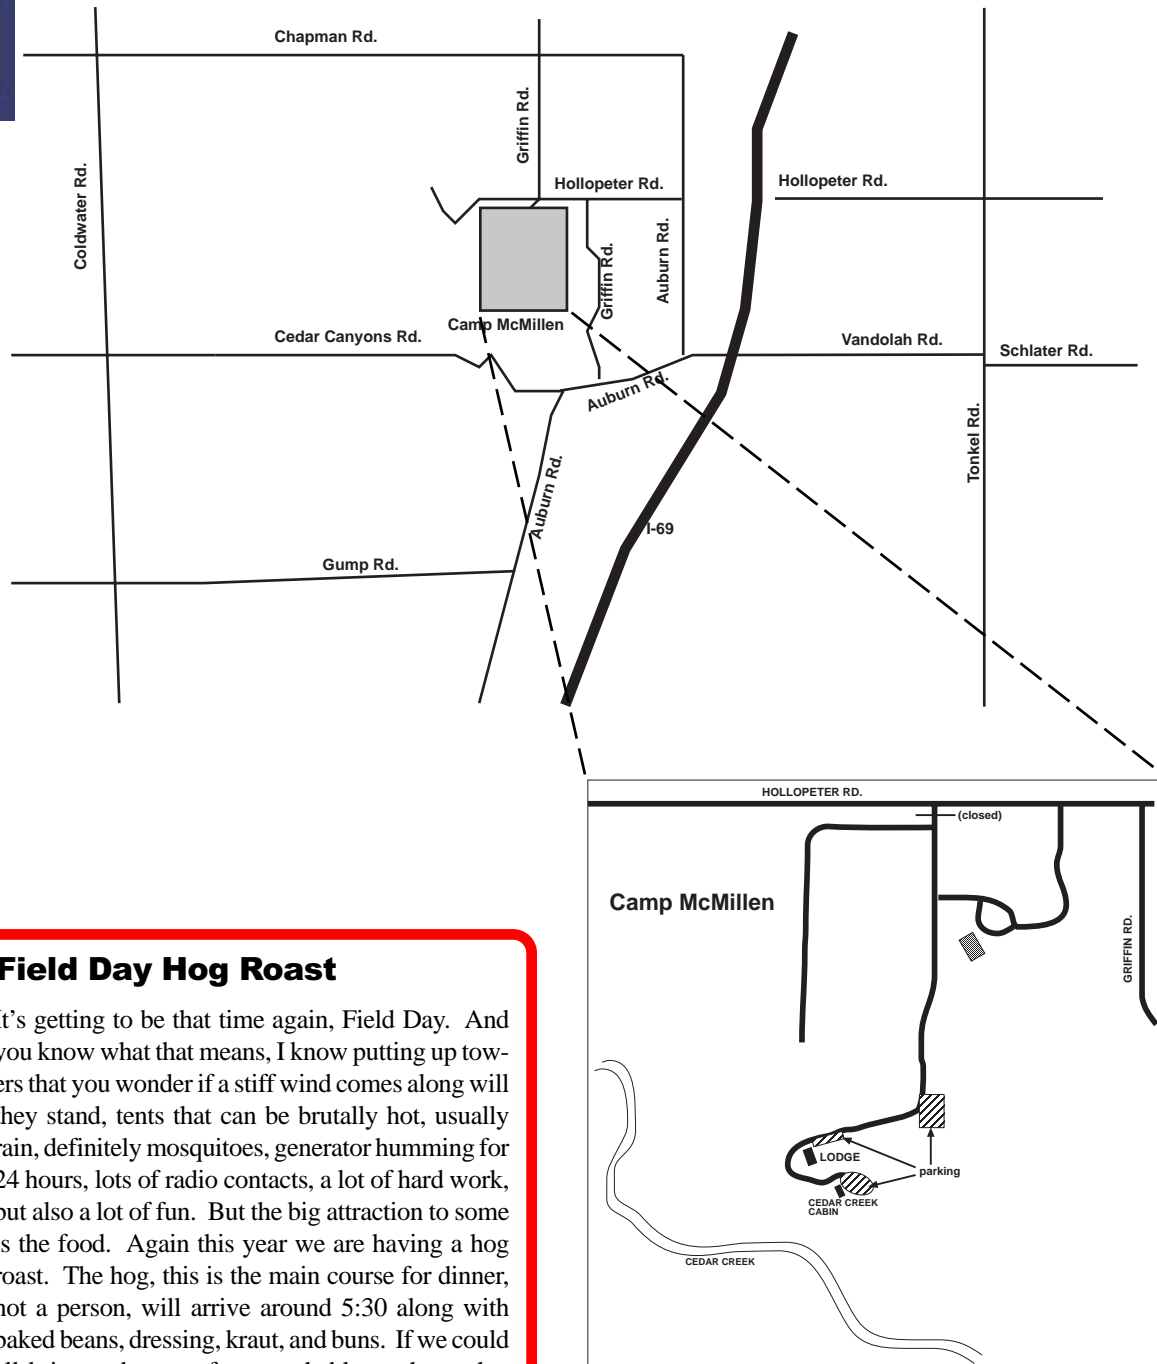 Chapman Rd.
Griffin Rd.
Coldwater Rd.
Hollopeter Rd.
Hollopeter Rd.
Auburn Rd.
Griffin Rd.
Camp McMillen
Cedar Canyons Rd.
Vandolah Rd.
Schlater Rd.
Auburn Rd.
Tonkel Rd.
Auburn Rd.
I-69
Gump Rd.
HOLLOPETER RD.
(closed)
Camp McMillen
GRIFFIN RD.
LODGE
parking
CEDAR CREEK
CABIN
CEDAR CREEK
Field Day Hog Roast
It's getting to be that time again, Field Day. And
you know what that means, I know putting up tow-
ers that you wonder if a stiff wind comes along will
they stand, tents that can be brutally hot, usually
rain, definitely mosquitoes, generator humming for
24 hours, lots of radio contacts, a lot of hard work,
but also a lot of fun. But the big attraction to some
is the food. Again this year we are having a hog
roast. The hog, this is the main course for dinner,
not a person, will arrive around 5:30 along with
baked beans, dressing, kraut, and buns. If we could